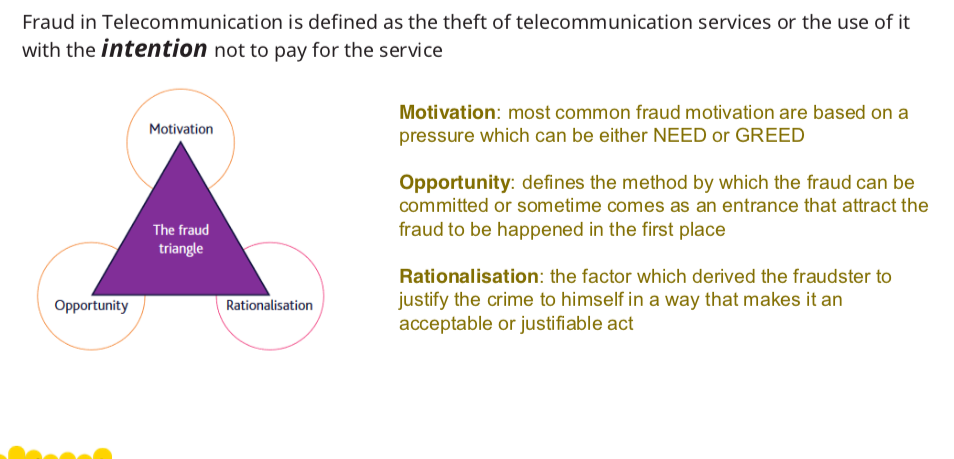 Fraud in Telecommunication is defined as the theft of telecommunication services or the use of it
with the intention not to pay for the service
Motivation
The fraud
triangle
Opportunity
Rationalisation
Motivation: most common fraud motivation are based on a
pressure which can be either NEED or GREED
Opportunity: defines the method by which the fraud can be
committed or sometime comes as an entrance that attract the
fraud to be happened in the first place
Rationalisation: the factor which derived the fraudster to
justify the crime to himself in a way that makes it an
acceptable or justifiable act